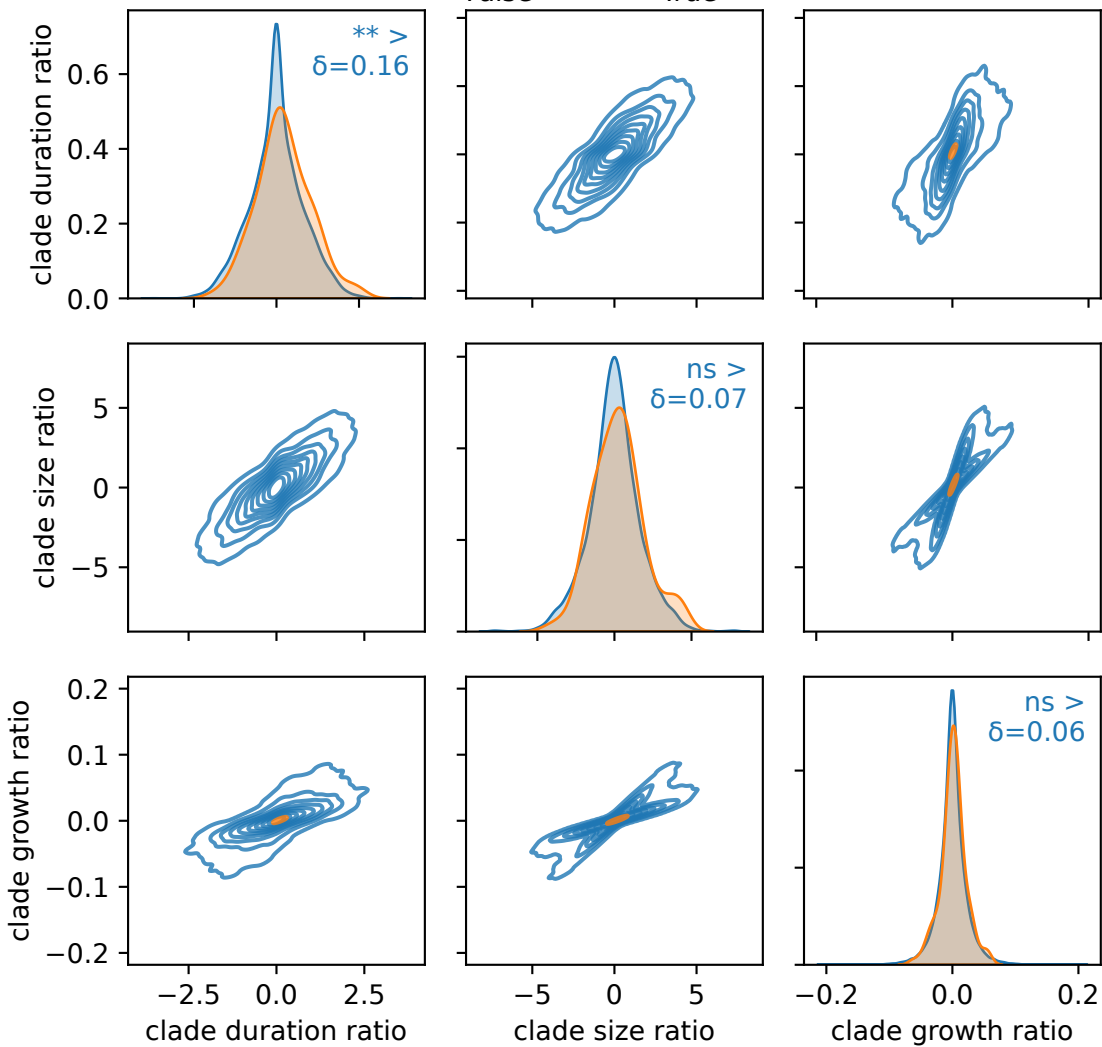 clade duration ratio
0.6
0.4
0.2
0.0
** >
δ=0.16
clade size ratio
5
0
−5
ns >
δ=0.07
clade growth ratio
0.2
0.1
0.0
−0.1
−0.2
ns >
δ=0.06
−2.5 0.0 2.5
−5 0 5
−0.2 0.0 0.2
clade duration ratio
clade size ratio
clade growth ratio